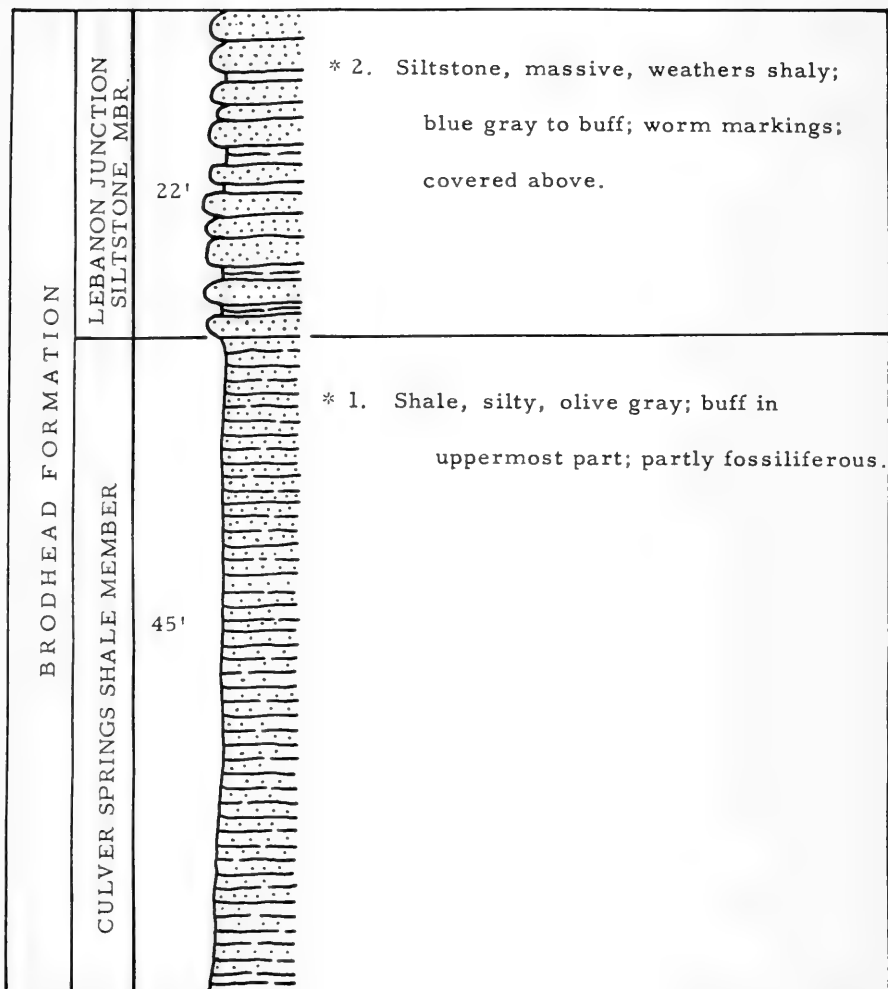 BRODHEAD FORMATION
LEBANON JUNCTION
SILTSTONE MBR.
22'
* 2. Siltstone, massive, weathers shaly;
blue gray to buff; worm markings;
covered above.
CULVER SPRINGS SHALE MEMBER
45'
* 1. Shale, silty, olive gray; buff in
uppermost part; partly fossiliferous.